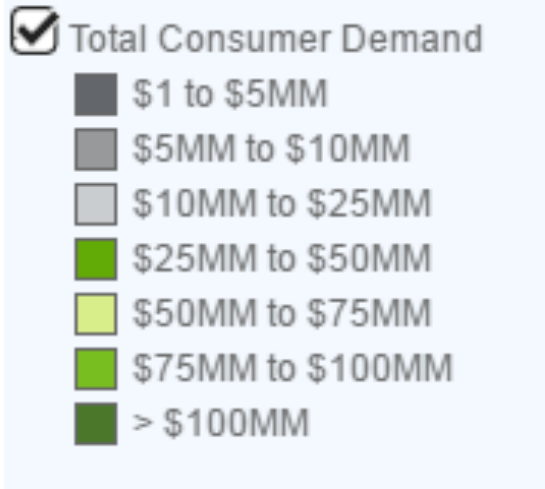 Total Consumer Demand
$1 to $5MM
$5MM to $10MM
$10MM to $25MM
$25MM to $50MM
$50MM to $75MM
$75MM to $100MM
> $100MM